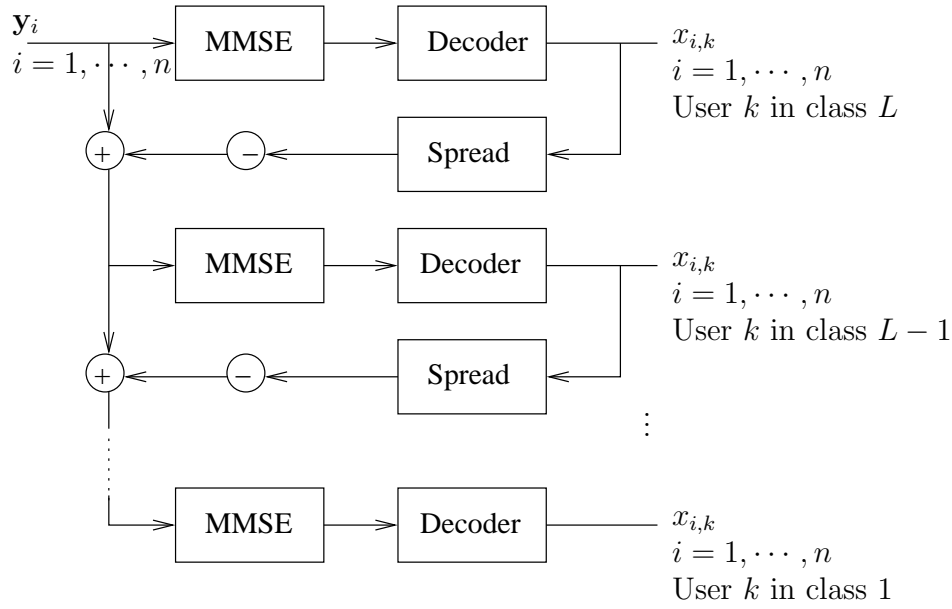 𝐲_i
i = 1, ⋯ , n
MMSE
Decoder
x_{i,k}
i = 1, ⋯ , n
User k in class L
+
−
Spread
MMSE
Decoder
x_{i,k}
i = 1, ⋯ , n
User k in class L − 1
+
−
Spread
⋮
MMSE
Decoder
x_{i,k}
i = 1, ⋯ , n
User k in class 1